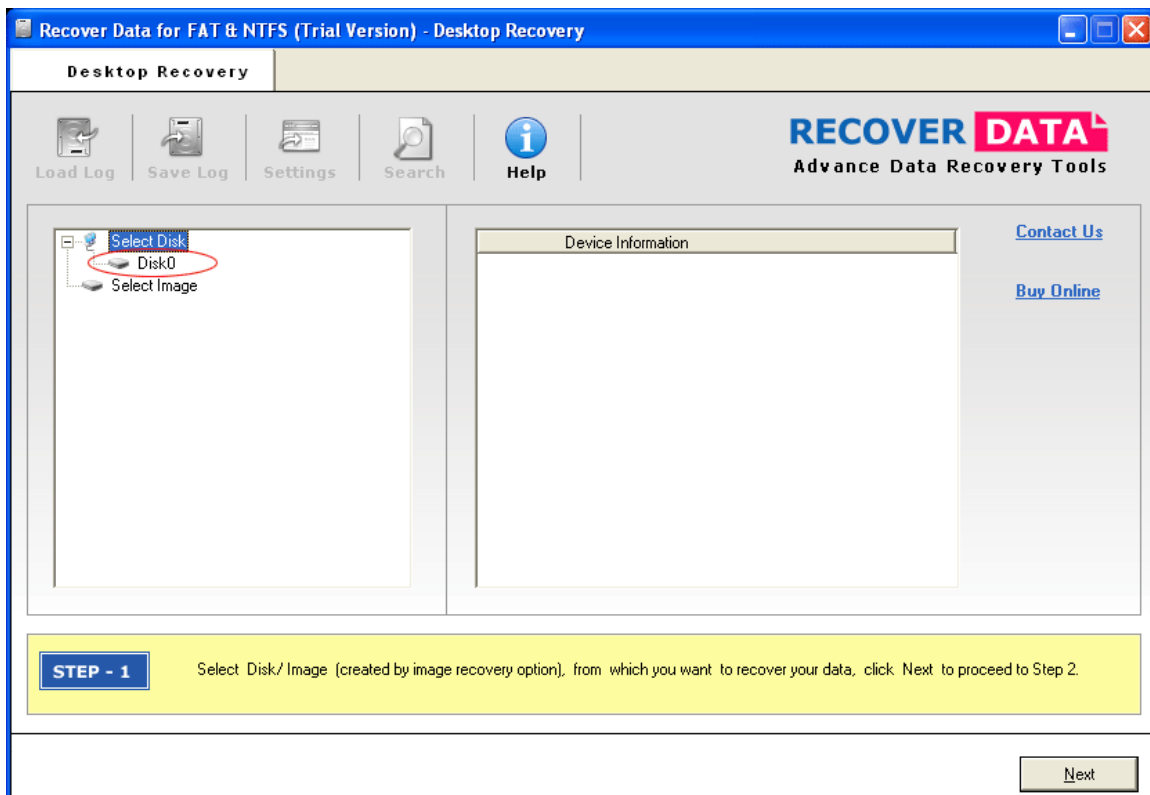 Recover Data for FAT & NTFS (Trial Version) - Desktop Recovery
Desktop Recovery
Load Log
Save Log
Settings
Search
Help
RECOVER DATA
Advance Data Recovery Tools
Select Disk
Disk0
Select Image
Device Information
Contact Us
Buy Online
STEP - 1
Select Disk/ Image (created by image recovery option), from which you want to recover your data, click Next to proceed to Step 2.
Next